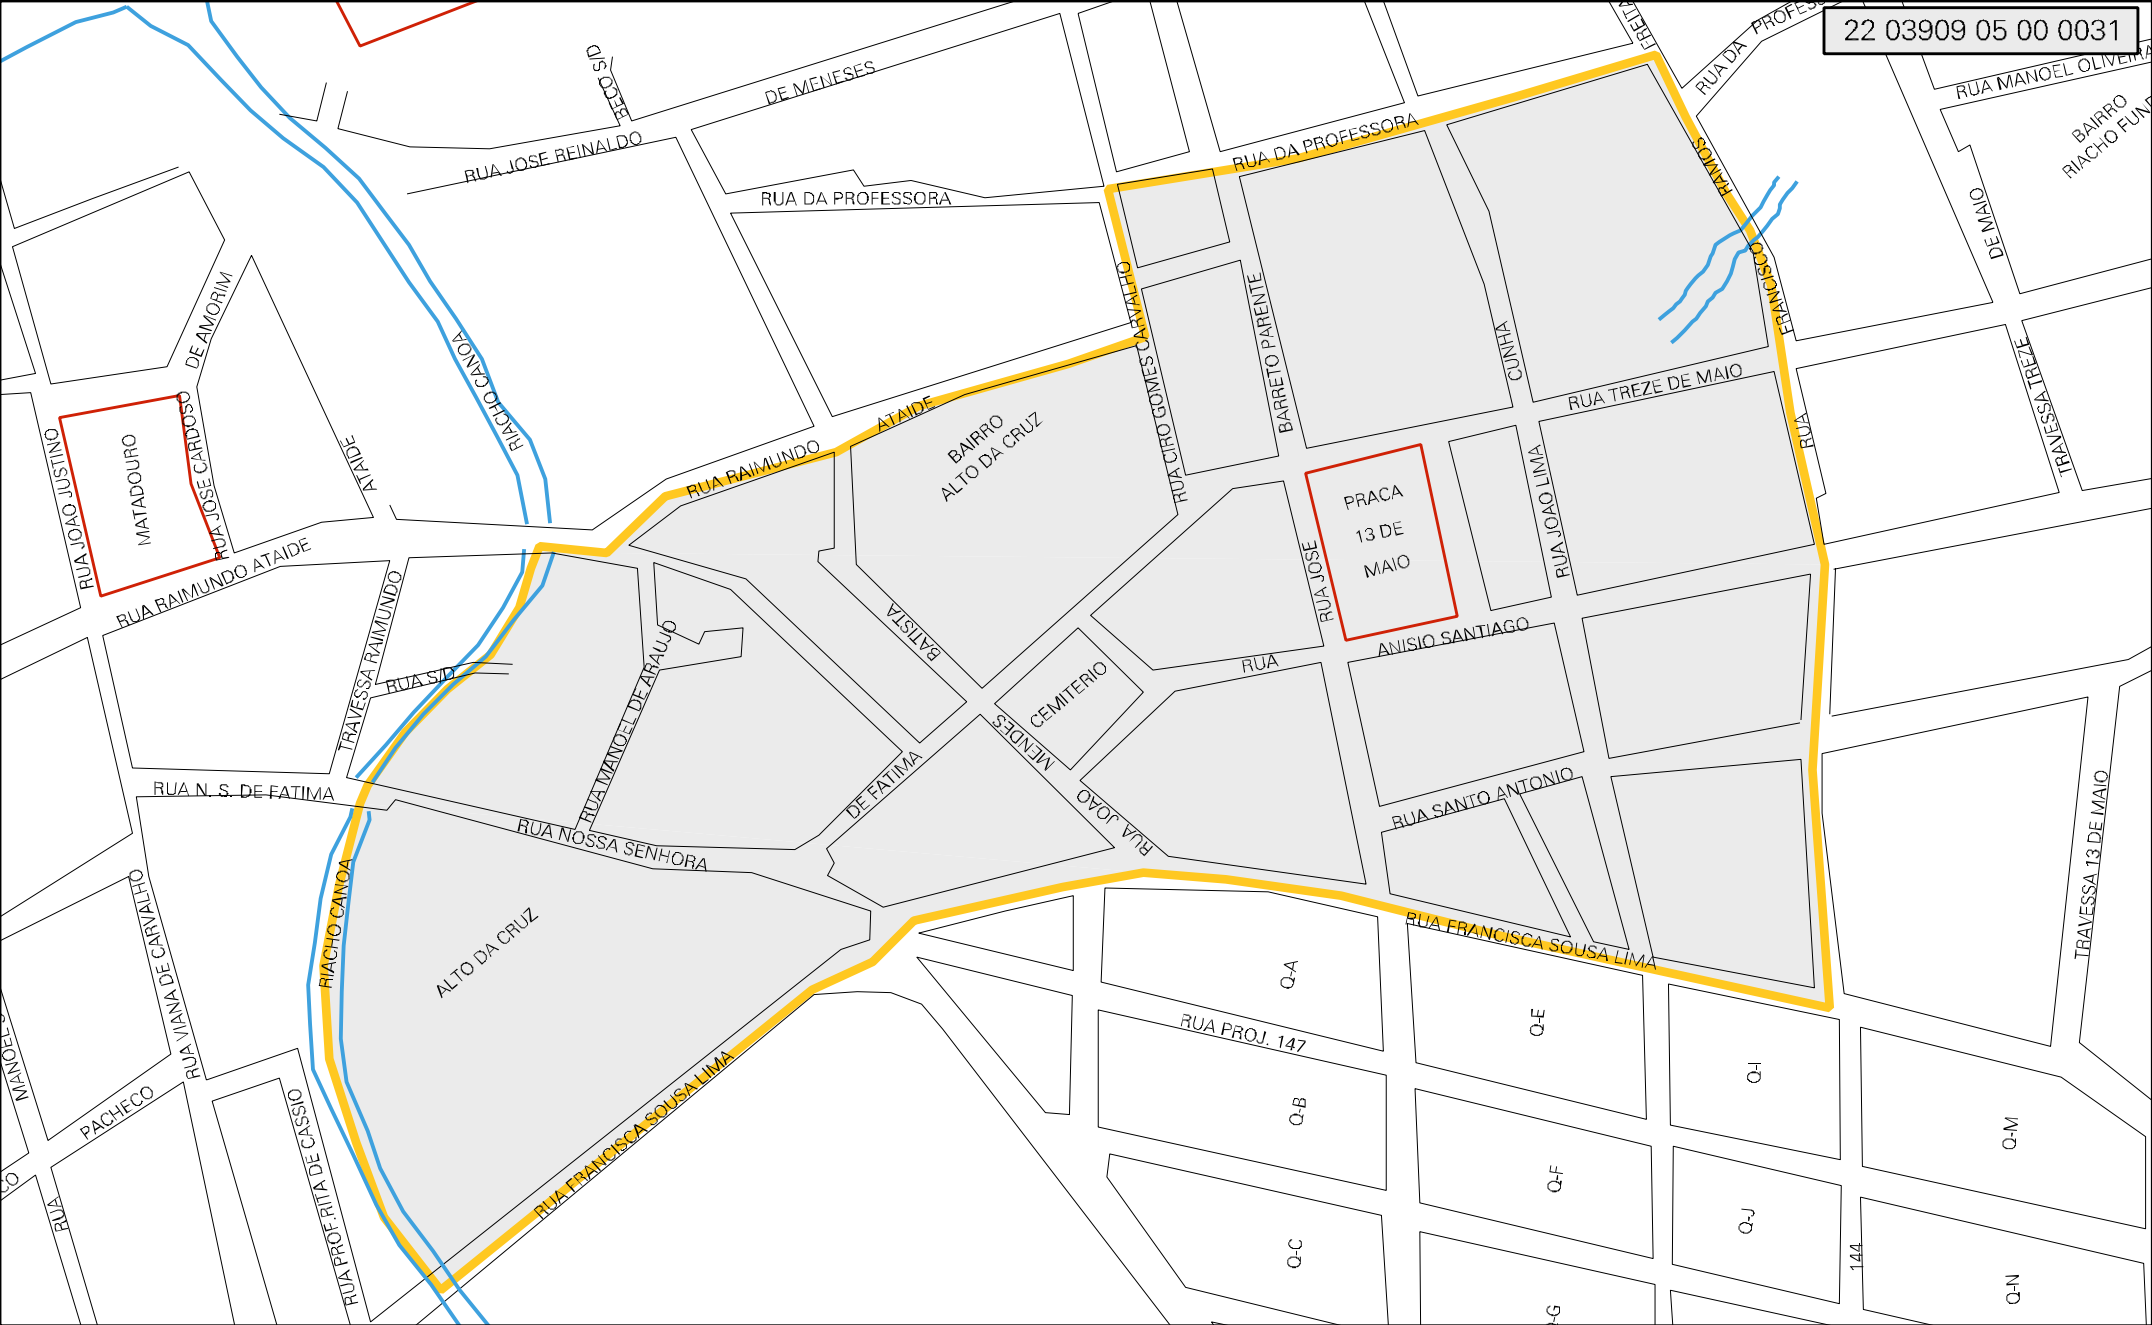 22 03909 05 00 0031
RUA DA PROFESS
RUA MANOEL OLIVEIRA
BAIRRO
RIACHO FUN
BECO S/D
DE MENESES
RUA JOSE REINALDO
RUA DA PROFESSORA
RUA DA PROFESSORA
RAMOS
FRANCISCO
RUA
DE MAIO
TRAVESSA TREZE
DE AMORIM
RUA JOSE CARDOSO
RUA JOAO JUSTINO
MATADOURO
ATAIDE
RIACHO CANOA
RIACHO CANOA
RUA CIRO GOMES CARVALHO
BARRETO PARENTE
RUA JOSE
CUNHA
RUA TREZE DE MAIO
RUA JOAO LIMA
RUA RAIMUNDO
ATAIDE
BAIRRO
ALTO DA CRUZ
PRACA
13 DE
MAIO
RUA RAIMUNDO ATAIDE
TRAVESSA RAIMUNDO
RUA S/D
RUA MANOEL DE ARAUJO
BATISTA
MENDES
RUA JOAO
CEMITERIO
RUA
ANISIO SANTIAGO
RUA SANTO ANTONIO
RUA N. S. DE FATIMA
RUA NOSSA SENHORA
DE FATIMA
TRAVESSA 13 DE MAIO
RIACHO CANOA
ALTO DA CRUZ
RUA VIANA DE CARVALHO
RUA FRANCISCA SOUSA LIMA
RUA FRANCISCA SOUSA LIMA
RUA PROJ. 147
PACHECO
RUA
RUA PROF.RITA DE CASSIO
Q-A
Q-E
Q-I
Q-B
Q-M
Q-F
Q-J
Q-C
144
Q-N